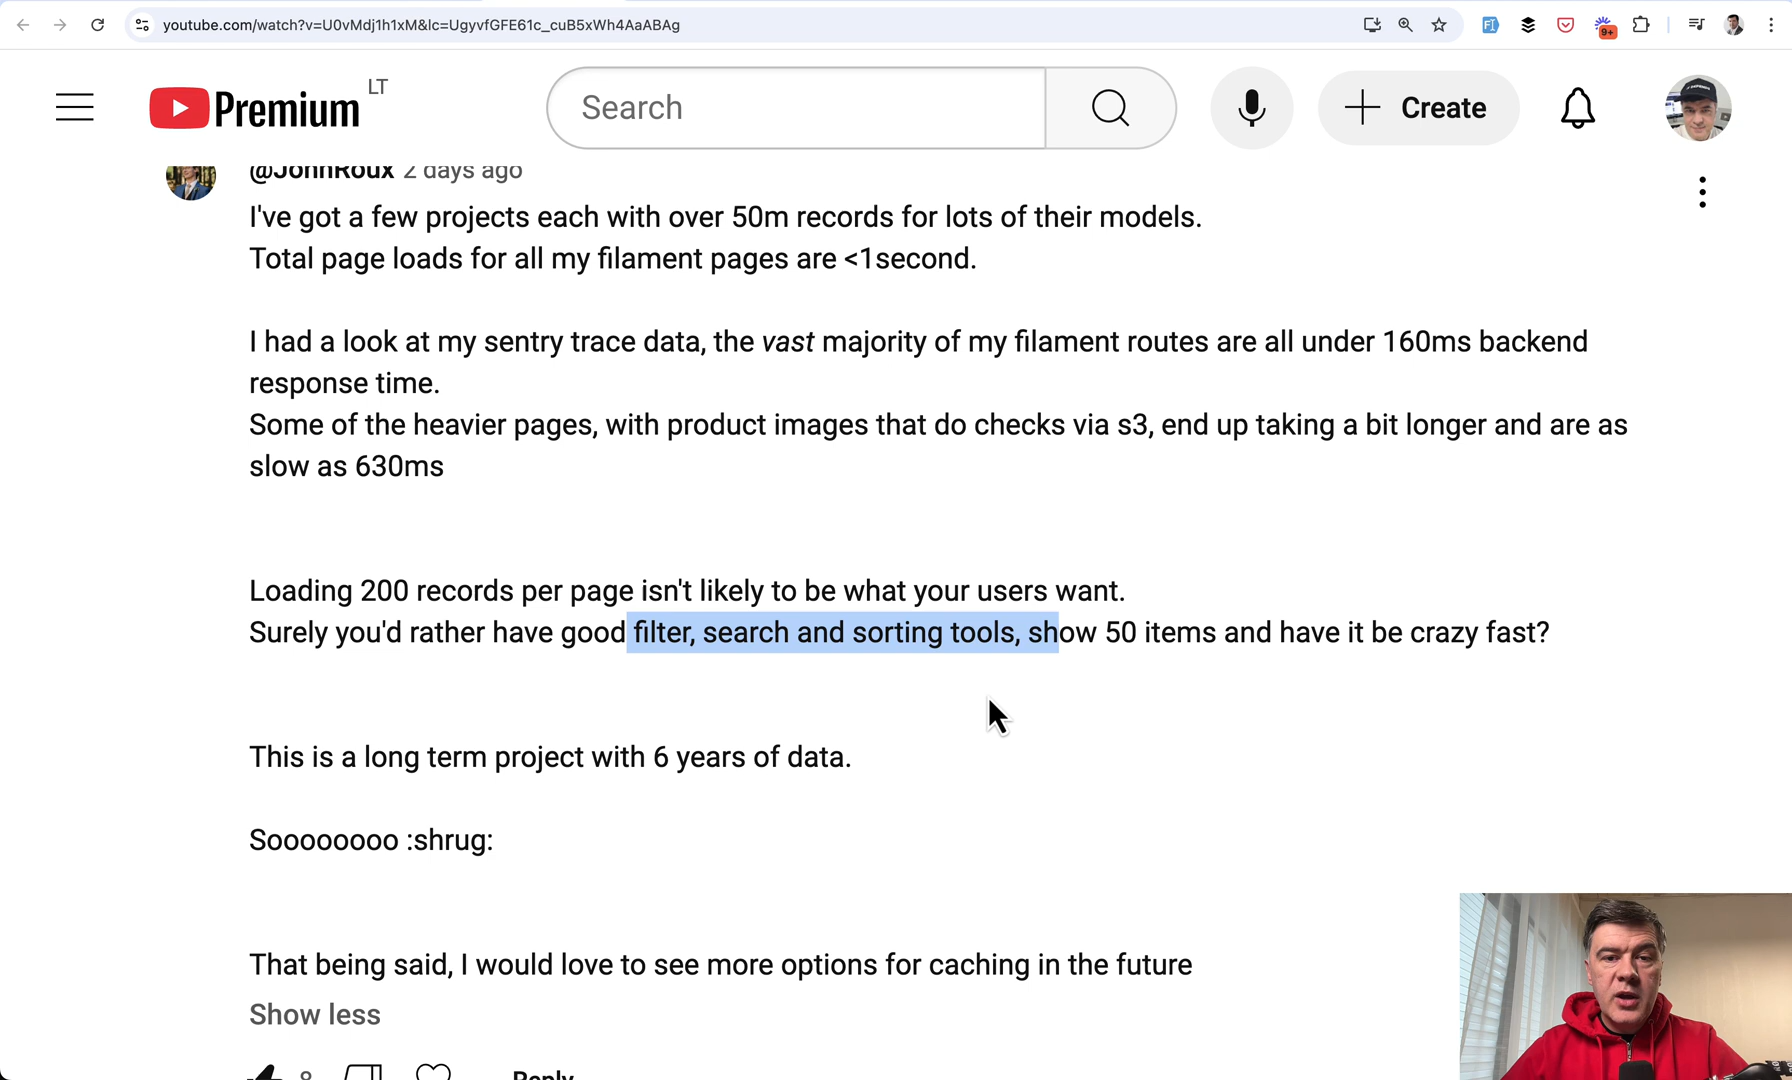 youtube.com/watch?v=U0vMdj1h1xM&lc=UgyvfGFE61c_cuB5xWh4AaABAg
9+
Premium LT
Search
Create
@JohnRoux 2 days ago
I've got a few projects each with over 50m records for lots of their models.
Total page loads for all my filament pages are <1second.
I had a look at my sentry trace data, the vast majority of my filament routes are all under 160ms backend
response time.
Some of the heavier pages, with product images that do checks via s3, end up taking a bit longer and are as
slow as 630ms
Loading 200 records per page isn't likely to be what your users want.
Surely you'd rather have good filter, search and sorting tools, show 50 items and have it be crazy fast?
This is a long term project with 6 years of data.
Soooooooo :shrug:
That being said, I would love to see more options for caching in the future
Show less
8 Reply